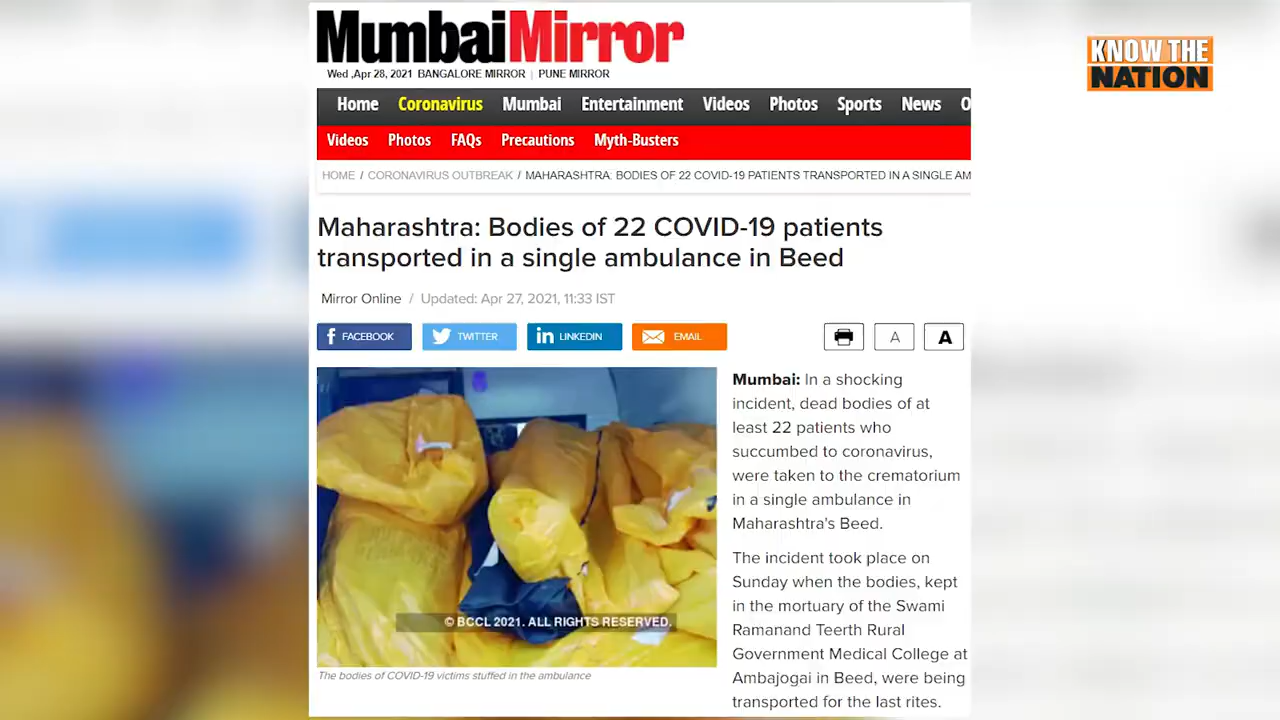 MumbaiMirror
KNOW THE
NATION
Wed ,Apr 28, 2021 BANGALORE MIRROR | PUNE MIRROR
Home Coronavirus Mumbai Entertainment Videos Photos Sports News O
Videos Photos FAQs Precautions Myth-Busters
HOME / CORONAVIRUS OUTBREAK / MAHARASHTRA: BODIES OF 22 COVID-19 PATIENTS TRANSPORTED IN A SINGLE AM
Maharashtra: Bodies of 22 COVID-19 patients
transported in a single ambulance in Beed
Mirror Online / Updated: Apr 27, 2021, 11:33 IST
f FACEBOOK TWITTER in LINKEDIN EMAIL A A
Mumbai: In a shocking
incident, dead bodies of at
least 22 patients who
succumbed to coronavirus,
were taken to the crematorium
in a single ambulance in
Maharashtra's Beed.
The incident took place on
Sunday when the bodies, kept
in the mortuary of the Swami
Ramanand Teerth Rural
Government Medical College at
Ambajogai in Beed, were being
transported for the last rites.
© BCCL 2021. ALL RIGHTS RESERVED.
The bodies of COVID-19 victims stuffed in the ambulance